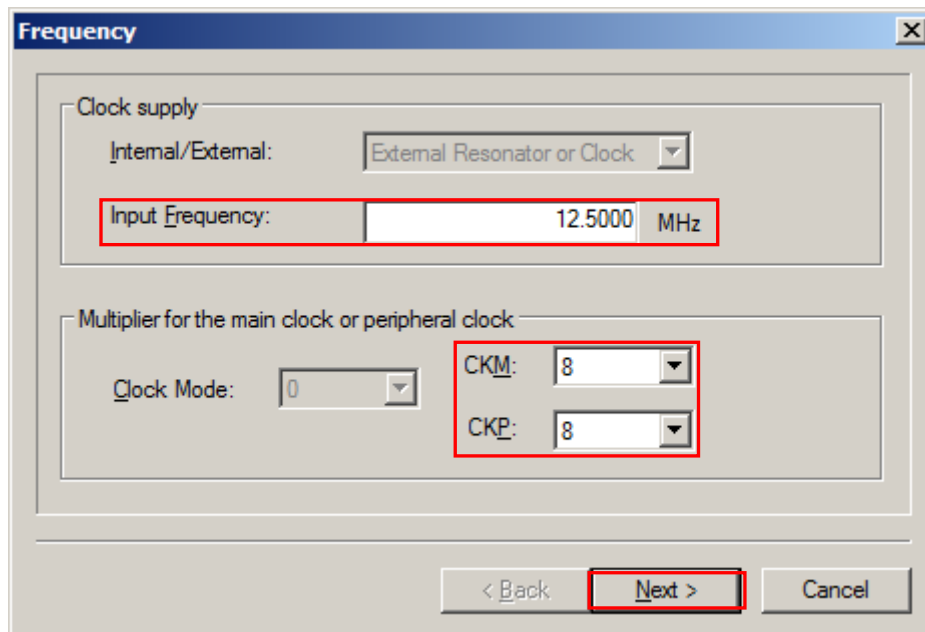 Frequency
Clock supply
Internal/External: External Resonator or Clock
Input Frequency: 12.5000 MHz
Multiplier for the main clock or peripheral clock
Clock Mode: 0 CKM: 8
CKP: 8
< Back Next > Cancel